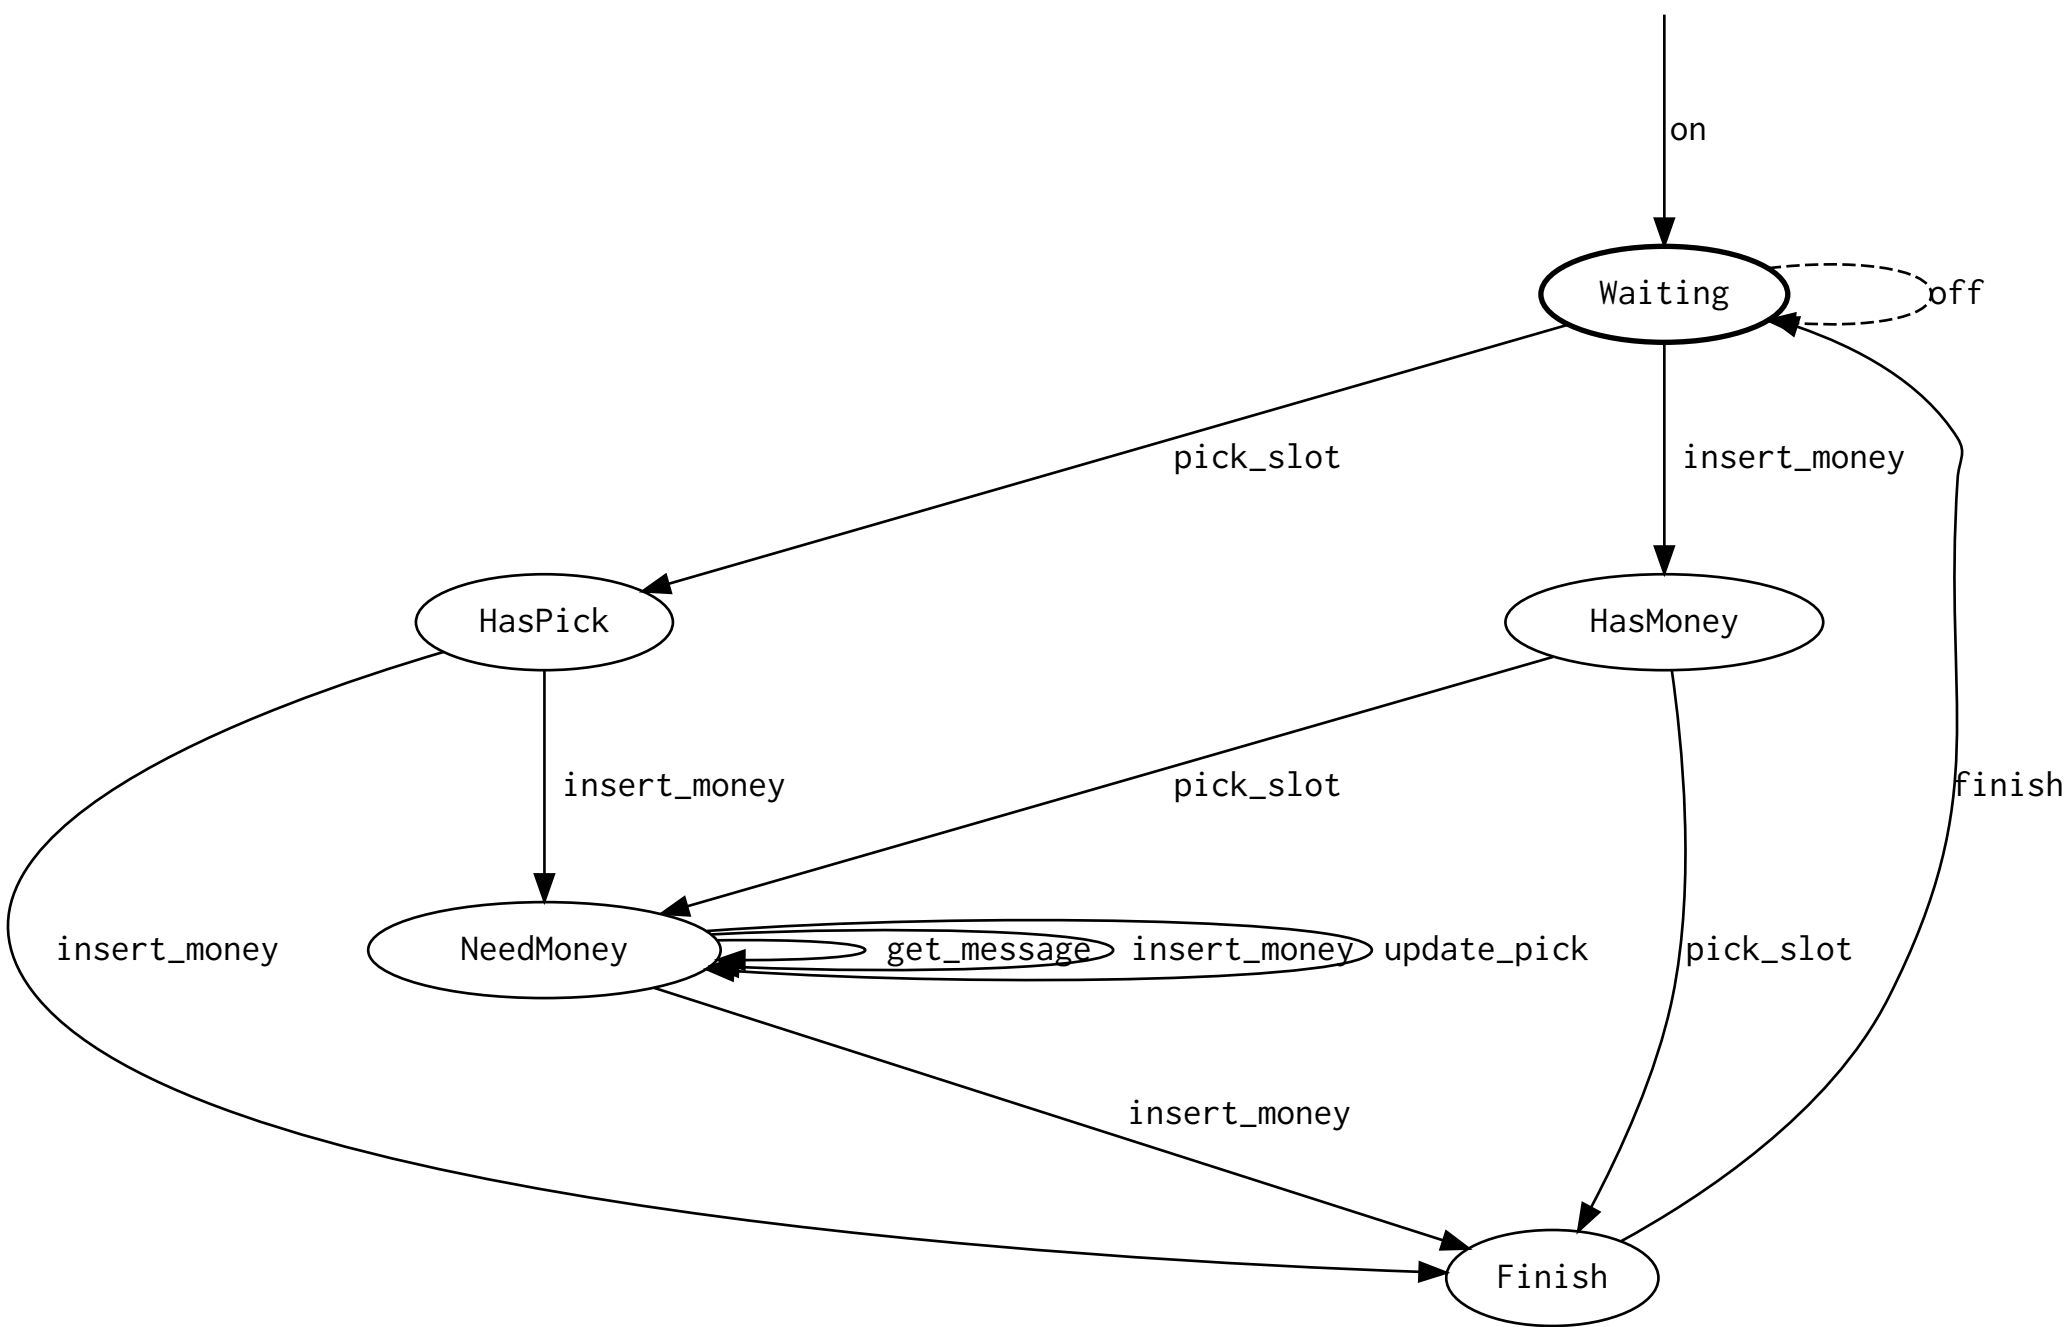 on
Waiting
off
pick_slot
insert_money
HasPick
HasMoney
insert_money
pick_slot
finish
insert_money
NeedMoney
get_message
insert_money
update_pick
pick_slot
insert_money
Finish